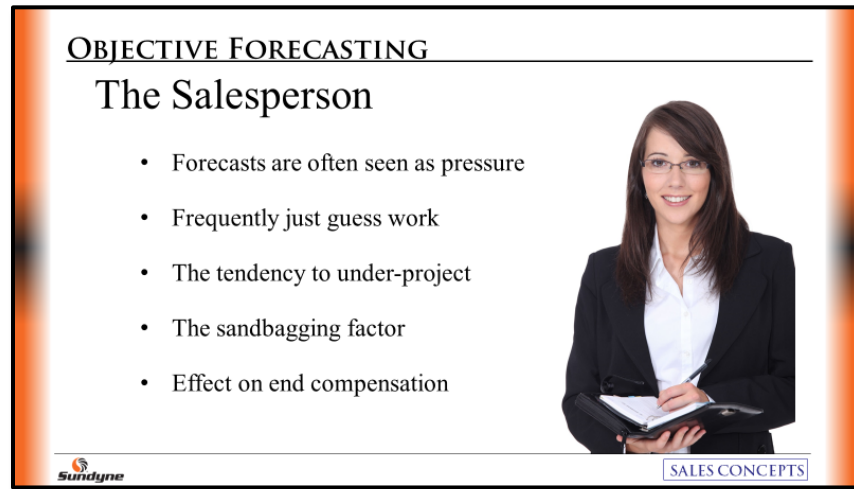 OBJECTIVE FORECASTING
The Salesperson
• Forecasts are often seen as pressure
• Frequently just guess work
• The tendency to under-project
• The sandbagging factor
• Effect on end compensation
Sundyne
SALES CONCEPTS